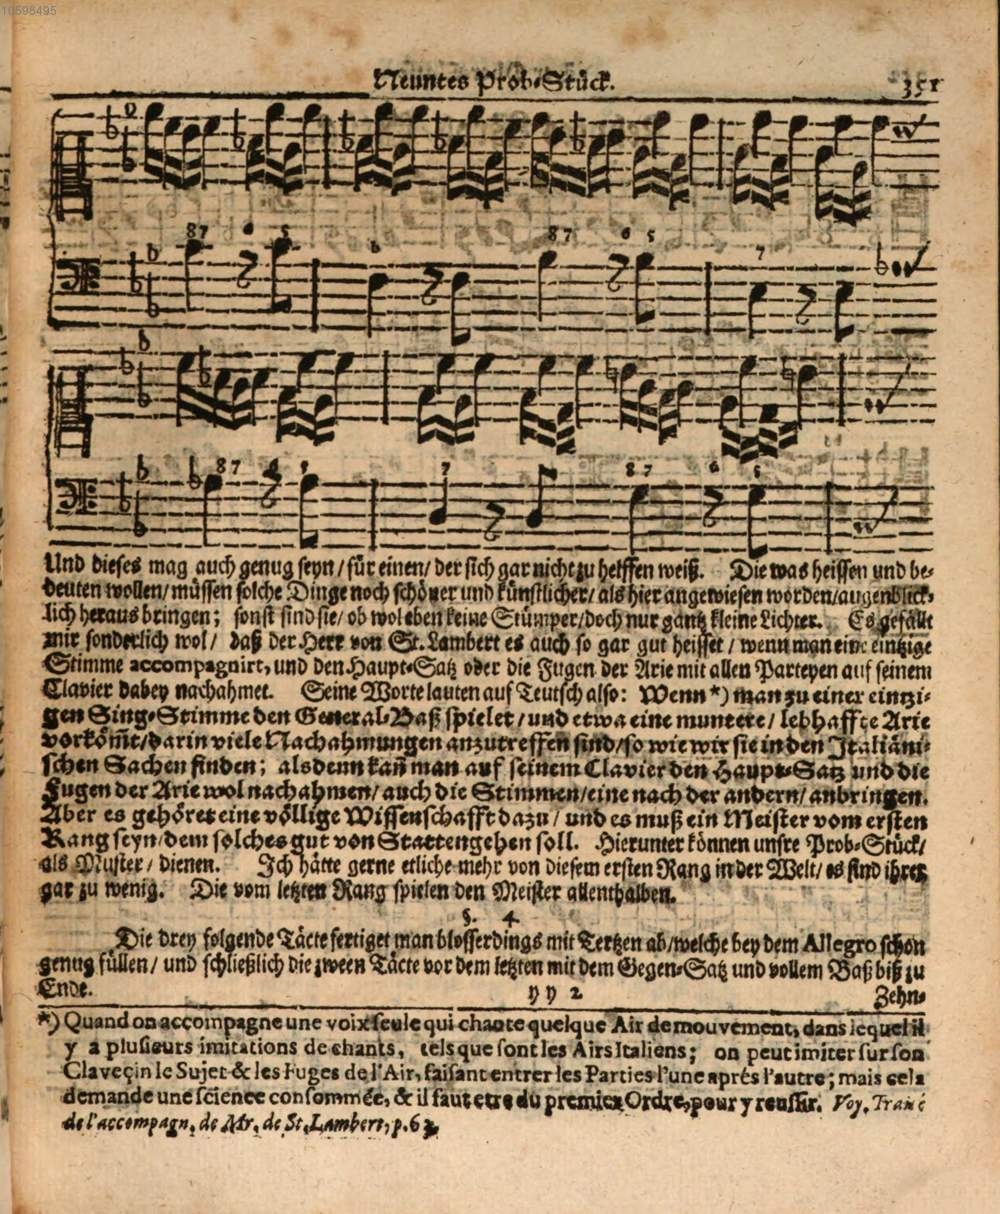 10598495
Neuntes Prob-Stück. 351
87 6 5 6 87 6 5 7
87 6 5 7 87 6 5
Und dieses mag auch genug seyn/ für einen/ der sich gar nicht zu helffen weiß. Die was heissen und be-
deuten wollen/ müssen solche Dinge noch schöner und künstlicher/ als hier angewiesen worden/ augenblick-
lich heraus bringen; sonst sind sie/ ob wol eben keine Stümper/ doch nur gantz kleine Lichter. Es gefällt
mir sonderlich wol/ daß der Herr von St. Lambert es auch so gar gut heisset/ wenn man eine eintzige
Stimme accompagnirt, und den Haupt-Satz oder die Fugen der Arie mit allen Parteyen auf seinem
Clavier dabey nachahmet. Seine Worte lauten auf Teutsch also: Wenn *) man zu einer eintzi-
gen Sing-Stimme den General-Baß spielet/ und etwa eine muntere/ lebhaffte Arie
vorköm̃t/ darin viele Nachahmungen anzutreffen sind/ so wie wir sie in den Italiäni-
schen Sachen finden; alsdenn kañ man auf seinem Clavier den Haupt-Satz und die
Fugen der Arie wol nachahmen/ auch die Stimmen/ eine nach der andern/ anbringen.
Aber es gehöret eine völlige Wissenschafft dazu/ und es muß ein Meister vom ersten
Rang seyn/ dem solches gut von Statten gehen soll. Hierunter können unsre Prob-Stück/
als Muster/ dienen. Ich hätte gerne etliche mehr von diesem ersten Rang in der Welt/ es sind ihrer
gar zu wenig. Die vom letzten Rang spielen den Meister allenthalben.
§. 4.
Die drey folgende Täcte fertiget man blosserdings mit Tertzen ab/ welche bey dem Allegro schon
genug füllen/ und schließlich die zween Täcte vor dem letzten mit dem Gegen-Satz und vollem Baß biß zu
Ende. yy 2 Zehn-
*) Quand on accompagne une voix seule qui chante quelque Air de mouvement, dans lequel il
y a plusieurs imitations de chants, tels que sont les Airs Italiens; on peut imiter sur son
Claveçin le Sujet & les Fuges de l'Air, faisant entrer les Parties l'une aprés l'autre; mais cela
demande une science consommée, & il faut etre du premier Ordre, pour y reussir. Voy. Traité
de l'accompagn. de Mr. de St. Lambert, p. 63.